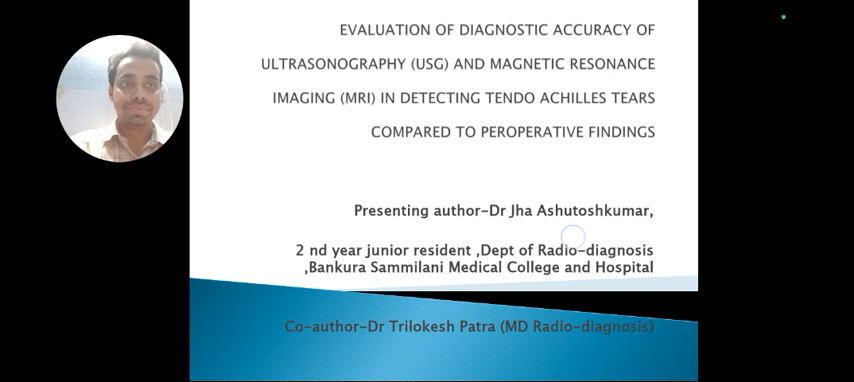 EVALUATION OF DIAGNOSTIC ACCURACY OF
ULTRASONOGRAPHY (USG) AND MAGNETIC RESONANCE
IMAGING (MRI) IN DETECTING TENDO ACHILLES TEARS
COMPARED TO PEROPERATIVE FINDINGS
Presenting author-Dr Jha Ashutoshkumar,
2 nd year junior resident ,Dept of Radio-diagnosis
,Bankura Sammilani Medical College and Hospital
Co-author-Dr Trilokesh Patra (MD Radio-diagnosis)